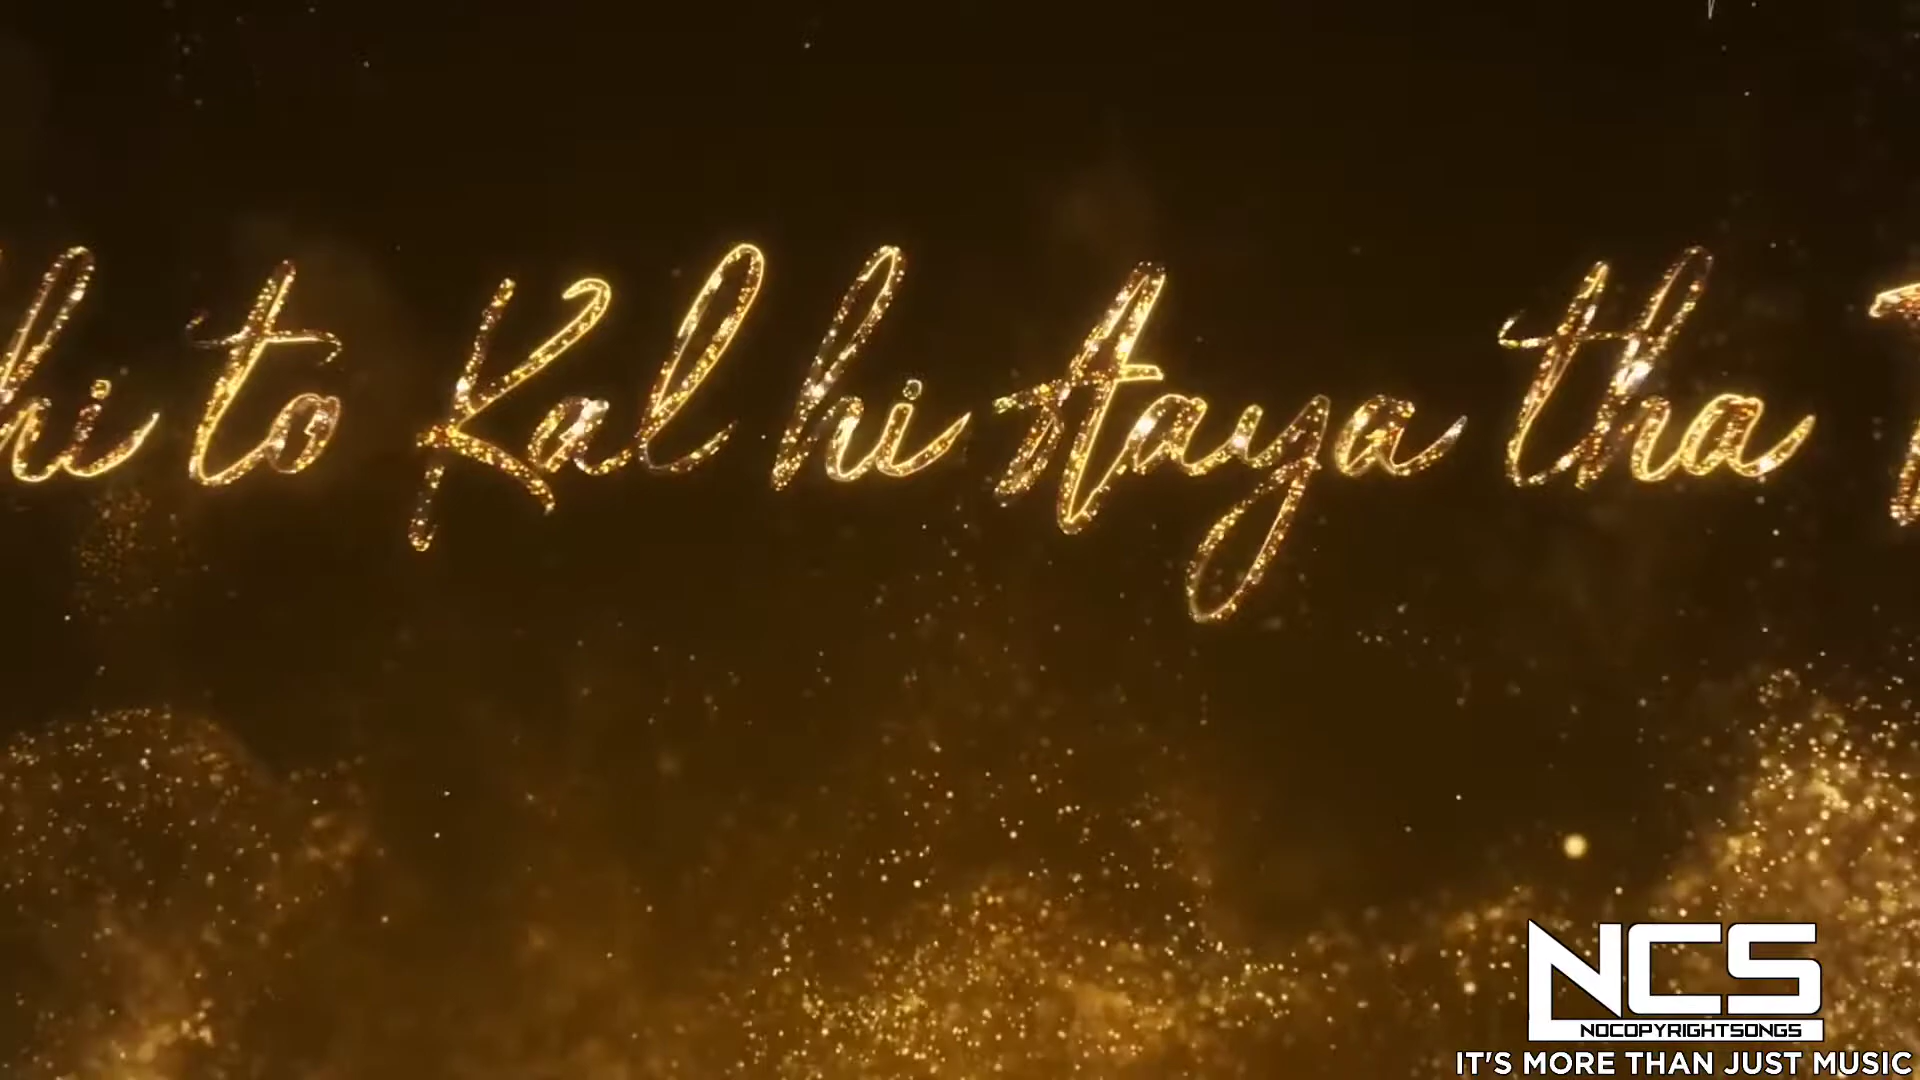 hi to Kal hi Aaya tha
NCS
NOCOPYRIGHTSONGS
IT'S MORE THAN JUST MUSIC